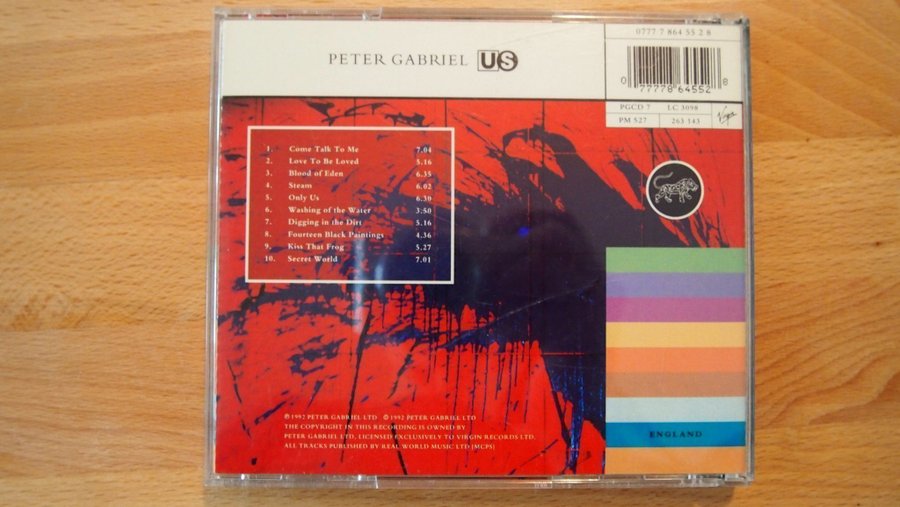 PETER GABRIEL US
0777 7 864 55 2 8
0 77778 64552 8
PGCD 7 LC 3098
PM 527 263 143 Virgin
1. Come Talk To Me 7.04
2. Love To Be Loved 5.16
3. Blood of Eden 6.35
4. Steam 6.02
5. Only Us 6.30
6. Washing of the Water 3:50
7. Digging in the Dirt 5.16
8. Fourteen Black Paintings 4.36
9. Kiss That Frog 5.27
10. Secret World 7.01
℗ 1992 PETER GABRIEL LTD © 1992 PETER GABRIEL LTD
THE COPYRIGHT IN THIS RECORDING IS OWNED BY
PETER GABRIEL LTD, LICENSED EXCLUSIVELY TO VIRGIN RECORDS LTD.
ALL TRACKS PUBLISHED BY REAL WORLD MUSIC LTD (MCPS)
ENGLAND